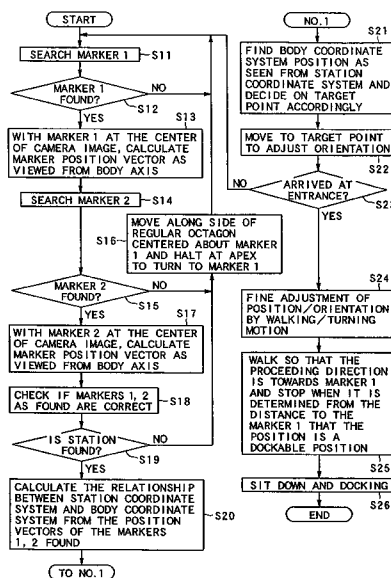 START
SEARCH MARKER 1
S11
MARKER 1
FOUND?
NO
S12
YES
S13
WITH MARKER 1 AT THE CENTER
OF CAMERA IMAGE, CALCULATE
MARKER POSITION VECTOR AS
VIEWED FROM BODY AXIS
SEARCH MARKER 2
S14
S16
MOVE ALONG SIDE OF
REGULAR OCTAGON
CENTERED ABOUT MARKER
1 AND HALT AT APEX
TO TURN TO MARKER 1
MARKER 2
FOUND?
NO
S15
YES
S17
WITH MARKER 2 AT THE CENTER
OF CAMERA IMAGE, CALCULATE
MARKER POSITION VECTOR AS
VIEWED FROM BODY AXIS
CHECK IF MARKERS 1, 2
AS FOUND ARE CORRECT
S18
IS STATION
FOUND?
NO
S19
YES
CALCULATE THE RELATIONSHIP
BETWEEN STATION COORDINATE
SYSTEM AND BODY COORDINATE
SYSTEM FROM THE POSITION
VECTORS OF THE MARKERS
1, 2 FOUND
S20
TO NO.1
NO.1
S21
FIND BODY COORDINATE
SYSTEM POSITION AS
SEEN FROM STATION
COORDINATE SYSTEM AND
DECIDE ON TARGET
POINT ACCORDINGLY
MOVE TO TARGET POINT
TO ADJUST ORIENTATION
S22
NO
ARRIVED AT
ENTRANCE?
S23
YES
S24
FINE ADJUSTMENT OF
POSITION/ORIENTATION
BY WALKING/TURNING
MOTION
WALK SO THAT THE
PROCEEDING DIRECTION
IS TOWARDS MARKER 1
AND STOP WHEN IT IS
DETERMINED FROM THE
DISTANCE TO THE
MARKER 1 THAT THE
POSITION IS A
DOCKABLE POSITION
S25
SIT DOWN AND DOCKING
S26
END